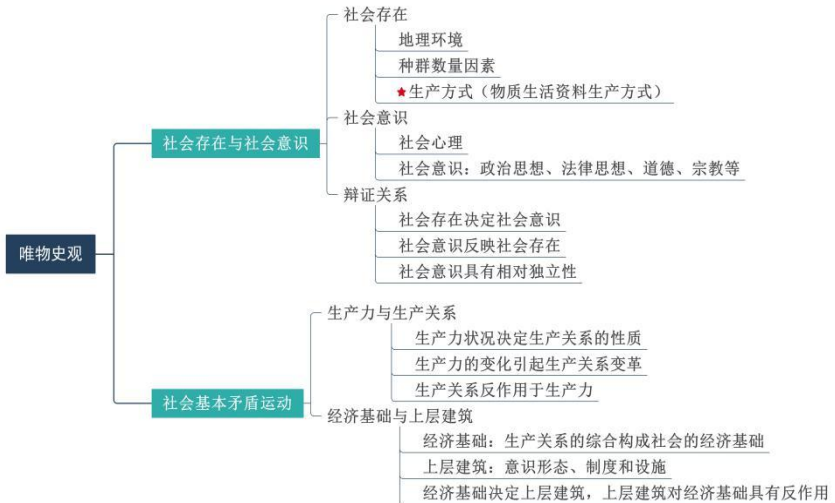 唯物史观
社会存在与社会意识
社会存在
地理环境
种群数量因素
★生产方式（物质生活资料生产方式）
社会意识
社会心理
社会意识：政治思想、法律思想、道德、宗教等
辩证关系
社会存在决定社会意识
社会意识反映社会存在
社会意识具有相对独立性
社会基本矛盾运动
生产力与生产关系
生产力状况决定生产关系的性质
生产力的变化引起生产关系变革
生产关系反作用于生产力
经济基础与上层建筑
经济基础：生产关系的综合构成社会的经济基础
上层建筑：意识形态、制度和设施
经济基础决定上层建筑，上层建筑对经济基础具有反作用